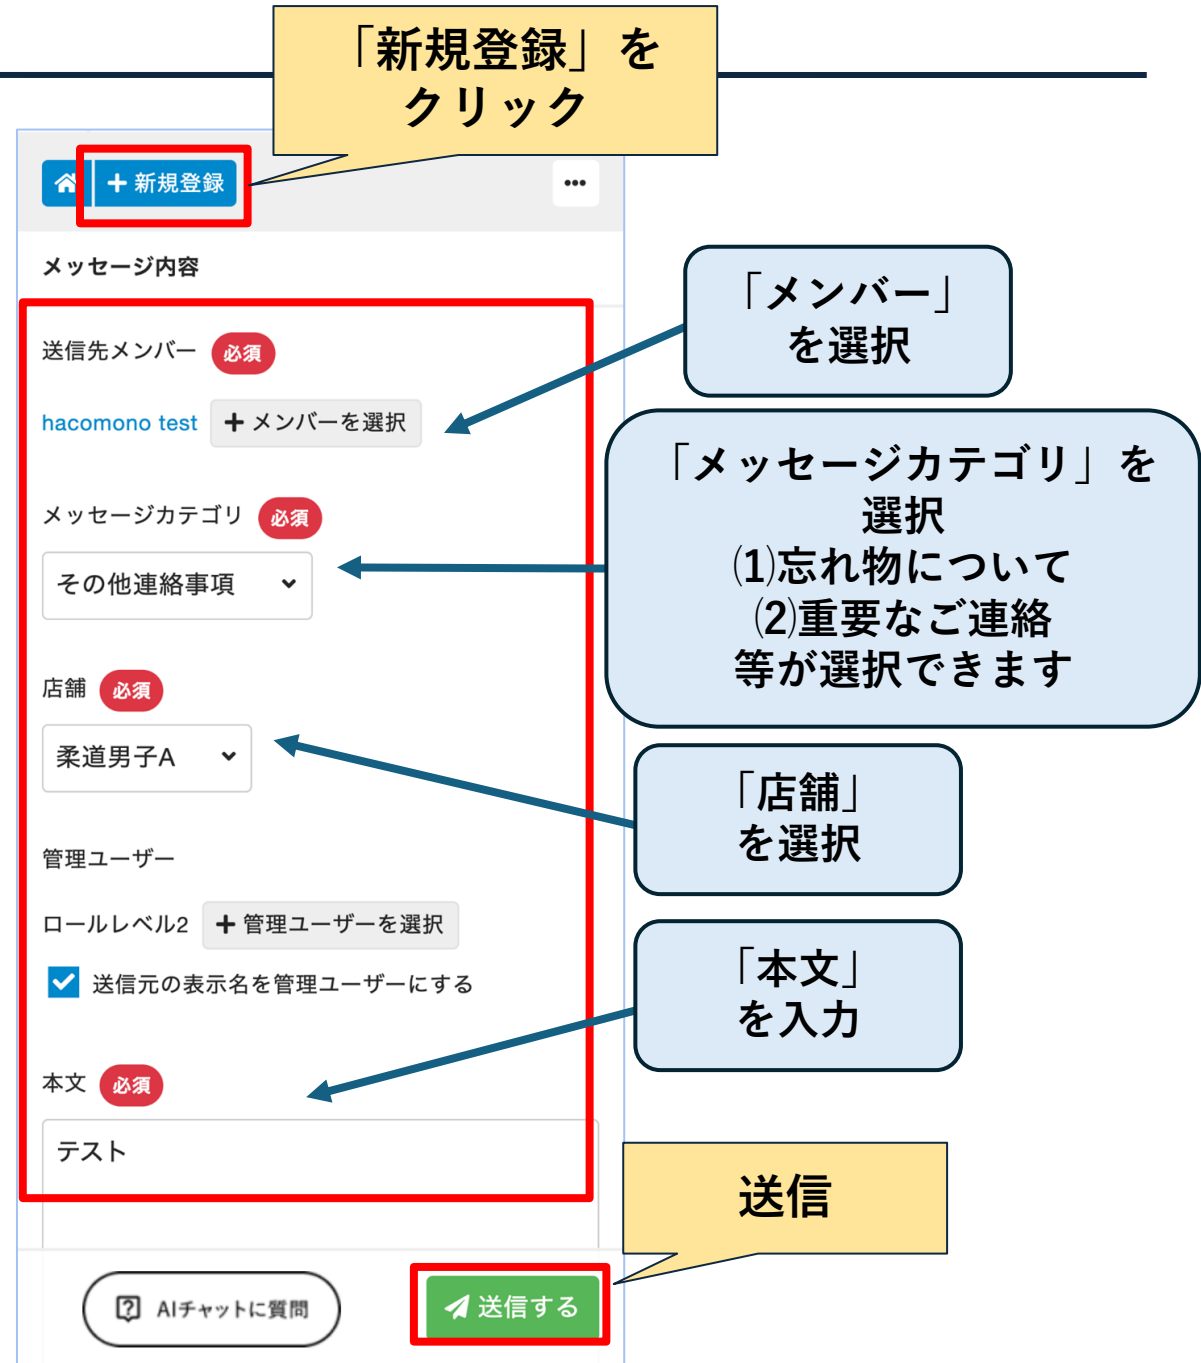 「新規登録」を
クリック
新規登録
メッセージ内容
送信先メンバー 必須
hacomono test メンバーを選択
「メンバー」
を選択
メッセージカテゴリ 必須
その他連絡事項
「メッセージカテゴリ」を
選択
⑴忘れ物について
⑵重要なご連絡
等が選択できます
店舗 必須
柔道男子A
「店舗」
を選択
管理ユーザー
ロールレベル2 管理ユーザーを選択
送信元の表示名を管理ユーザーにする
「本文」
を入力
本文 必須
テスト
送信
AIチャットに質問
送信する